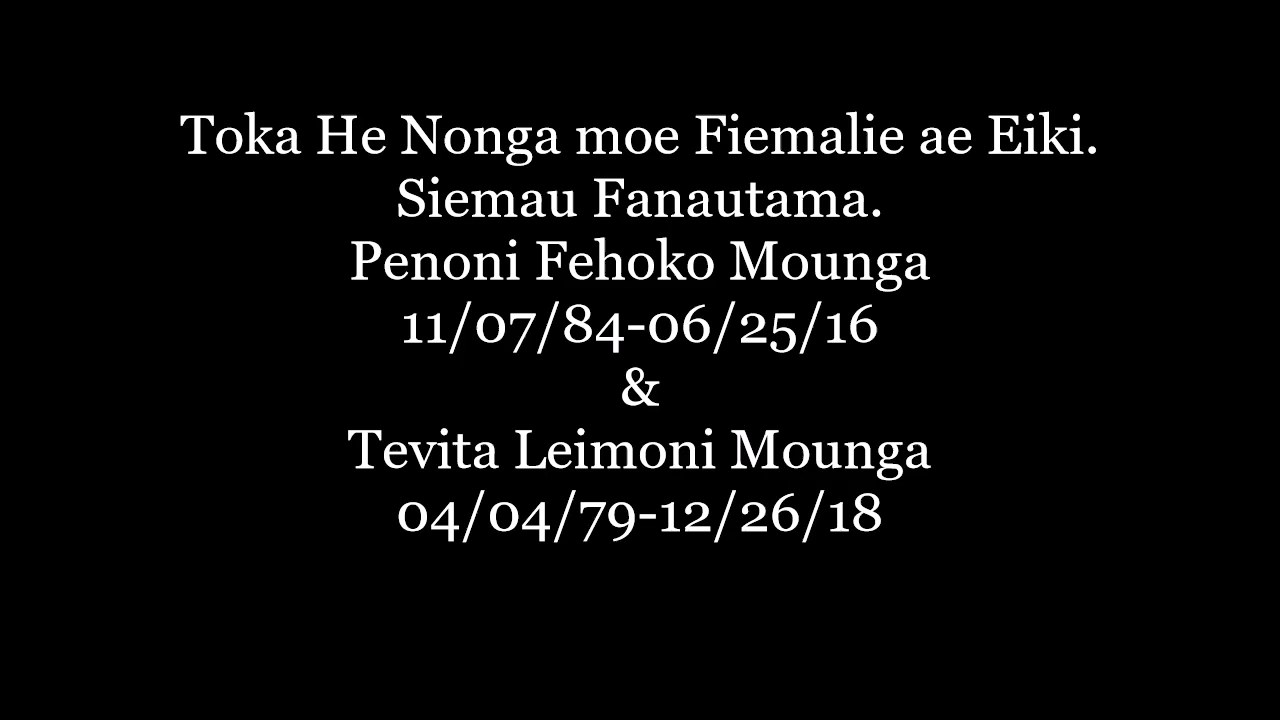 Toka He Nonga moe Fiemalie ae Eiki.
Siemau Fanautama.
Penoni Fehoko Mounga
11/07/84-06/25/16
&
Tevita Leimoni Mounga
04/04/79-12/26/18